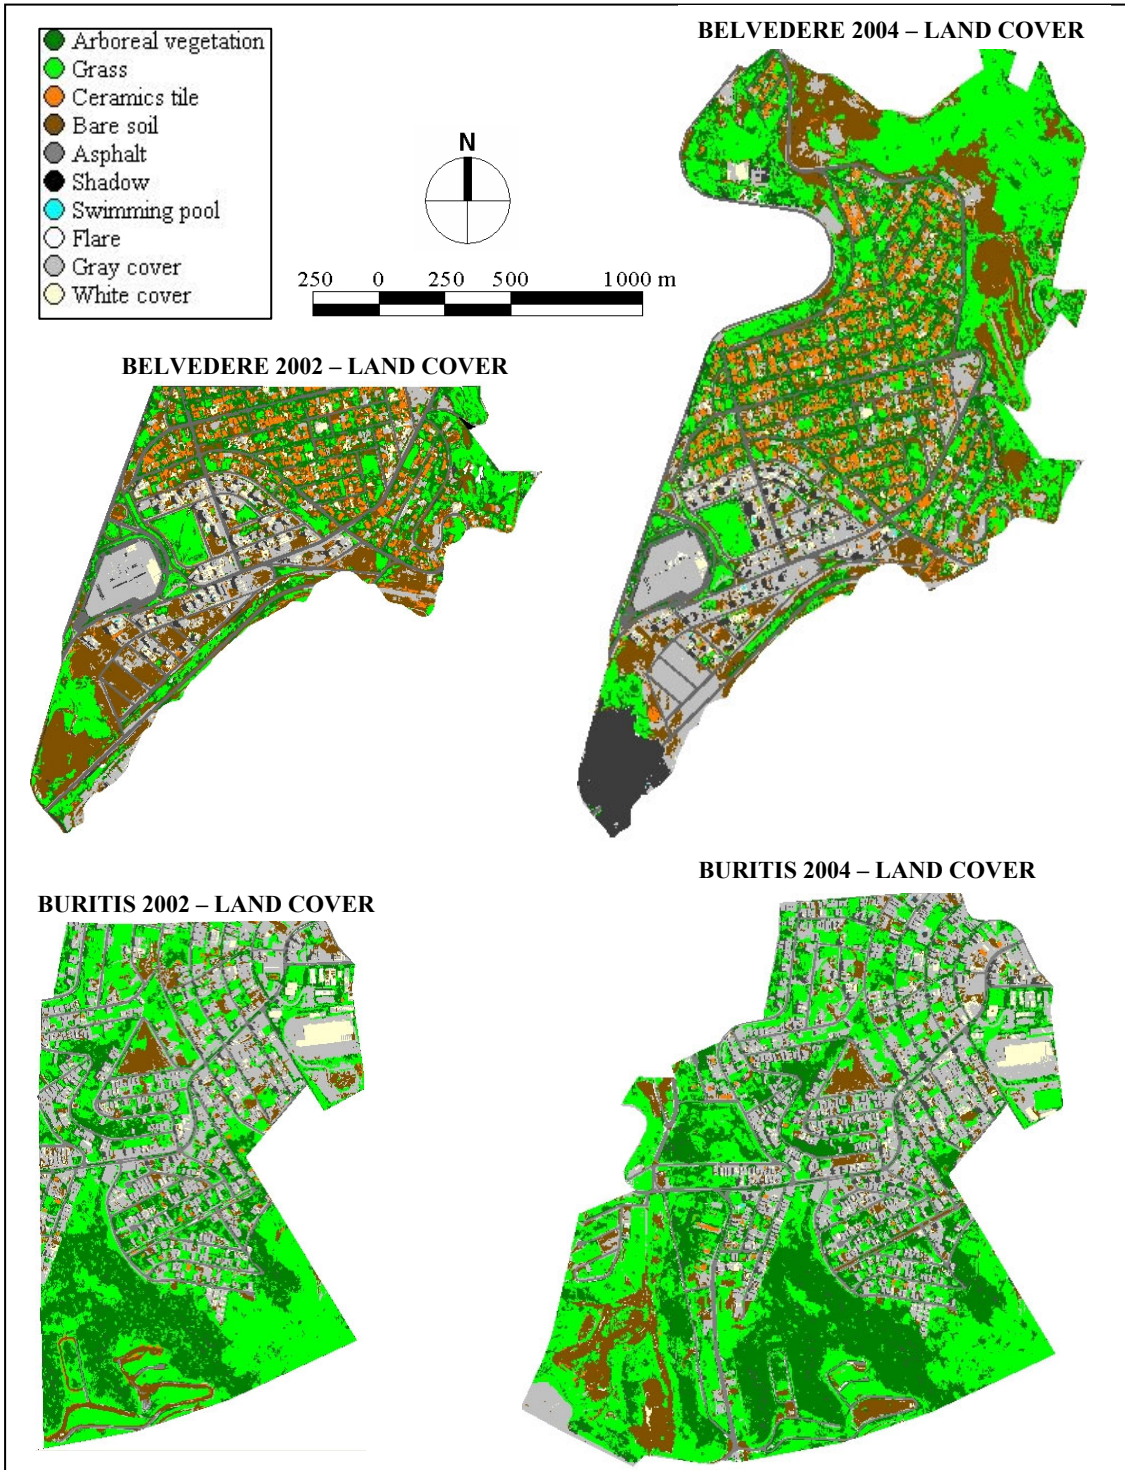 BELVEDERE 2004 – LAND COVER
Arboreal vegetation
Grass
Ceramics tile
Bare soil
Asphalt
Shadow
Swimming pool
Flare
Gray cover
White cover
N
250 0 250 500 1000 m
BELVEDERE 2002 – LAND COVER
BURITIS 2004 – LAND COVER
BURITIS 2002 – LAND COVER